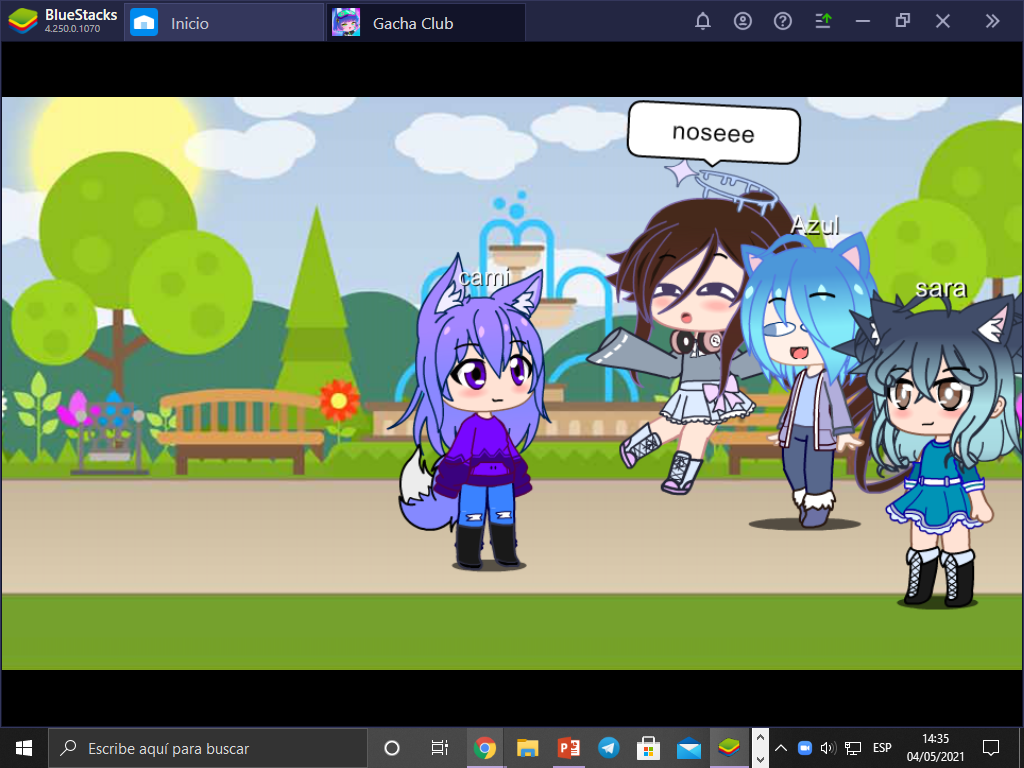 BlueStacks
4.250.0.1070
Inicio
Gacha Club
noseee
Azul
cami
sara
Escribe aquí para buscar
ESP
14:35
04/05/2021